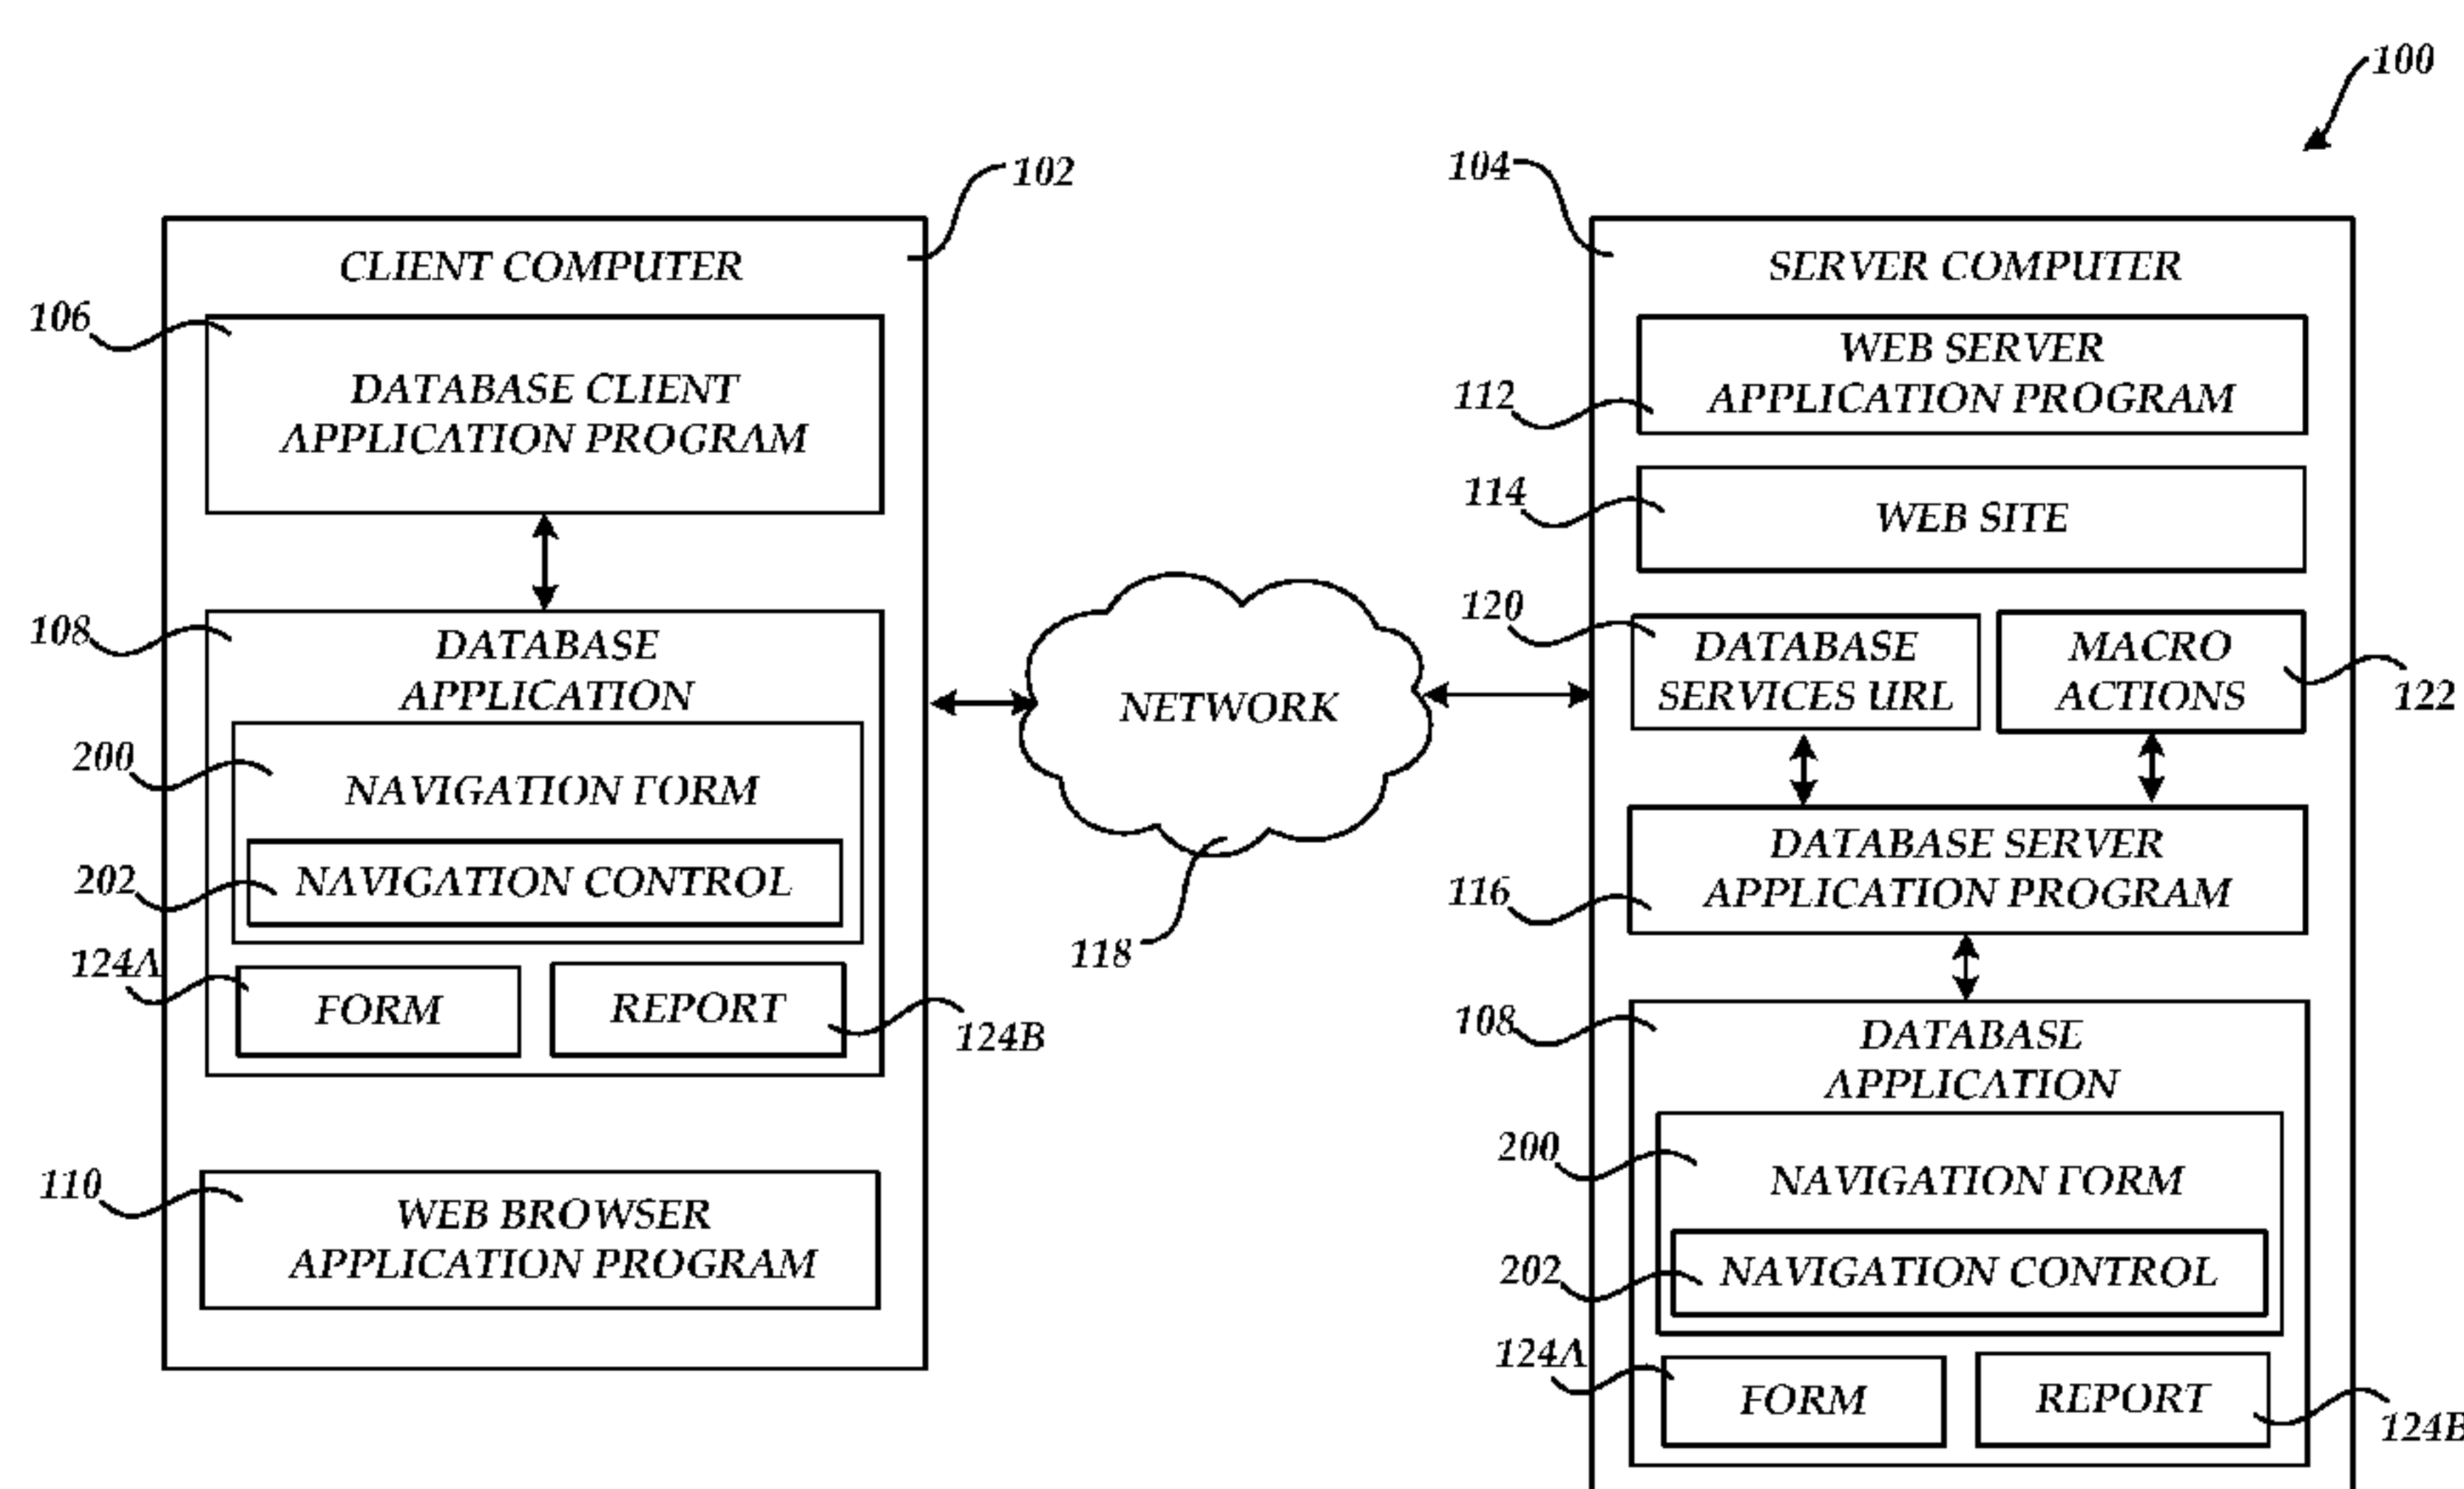 100
102
CLIENT COMPUTER
106
DATABASE CLIENT
APPLICATION PROGRAM
108
DATABASE
APPLICATION
200
NAVIGATION FORM
202
NAVIGATION CONTROL
124A
FORM
REPORT
124B
110
WEB BROWSER
APPLICATION PROGRAM
NETWORK
118
104
SERVER COMPUTER
112
WEB SERVER
APPLICATION PROGRAM
114
WEB SITE
120
DATABASE
SERVICES URL
MACRO
ACTIONS
122
116
DATABASE SERVER
APPLICATION PROGRAM
108
DATABASE
APPLICATION
200
NAVIGATION FORM
202
NAVIGATION CONTROL
124A
FORM
REPORT
124B